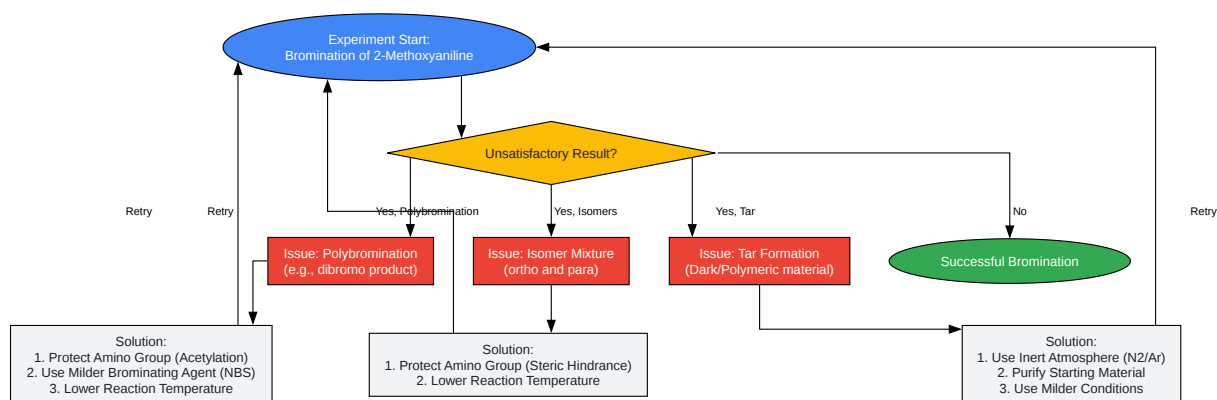 Experiment Start:
Bromination of 2-Methoxyaniline
Unsatisfactory Result?
Retry
Retry
Yes, Polybromination
Yes, Isomers
Yes, Tar
No
Retry
Issue: Polybromination
(e.g., dibromo product)
Issue: Isomer Mixture
(ortho and para)
Issue: Tar Formation
(Dark/Polymeric material)
Successful Bromination
Solution:
1. Protect Amino Group (Acetylation)
2. Use Milder Brominating Agent (NBS)
3. Lower Reaction Temperature
Solution:
1. Protect Amino Group (Steric Hindrance)
2. Lower Reaction Temperature
Solution:
1. Use Inert Atmosphere (N2/Ar)
2. Purify Starting Material
3. Use Milder Conditions